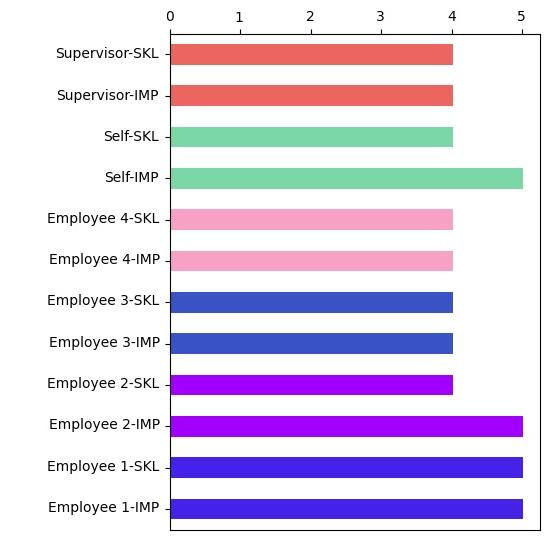 0 1 2 3 4 5
Supervisor-SKL
Supervisor-IMP
Self-SKL
Self-IMP
Employee 4-SKL
Employee 4-IMP
Employee 3-SKL
Employee 3-IMP
Employee 2-SKL
Employee 2-IMP
Employee 1-SKL
Employee 1-IMP